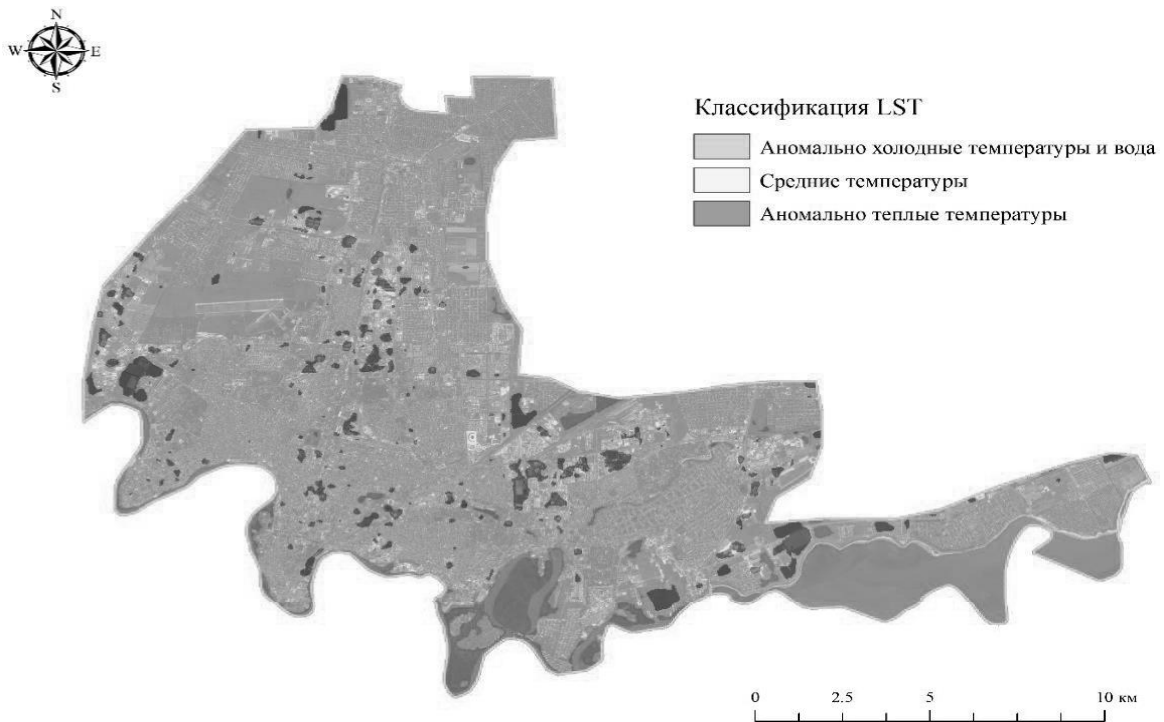 N
W E
S
Классификация LST
Аномально холодные температуры и вода
Средние температуры
Аномально теплые температуры
0 2.5 5 10 км